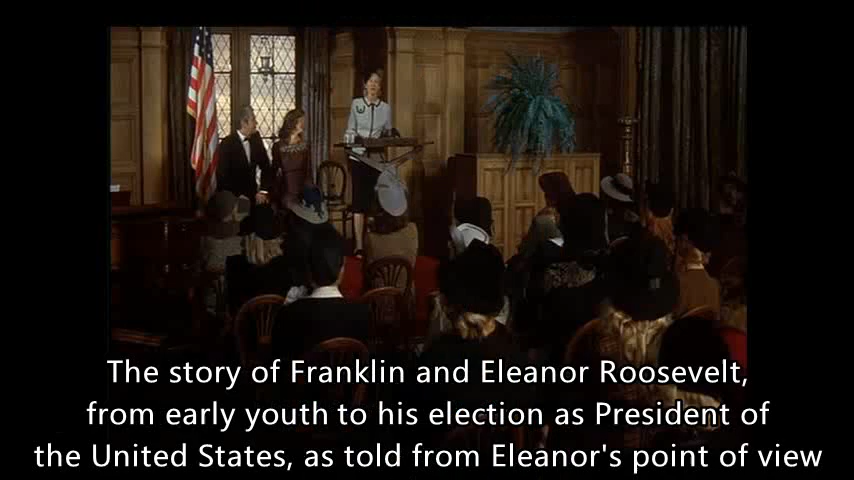 The story of Franklin and Eleanor Roosevelt,
from early youth to his election as President of
the United States, as told from Eleanor's point of view